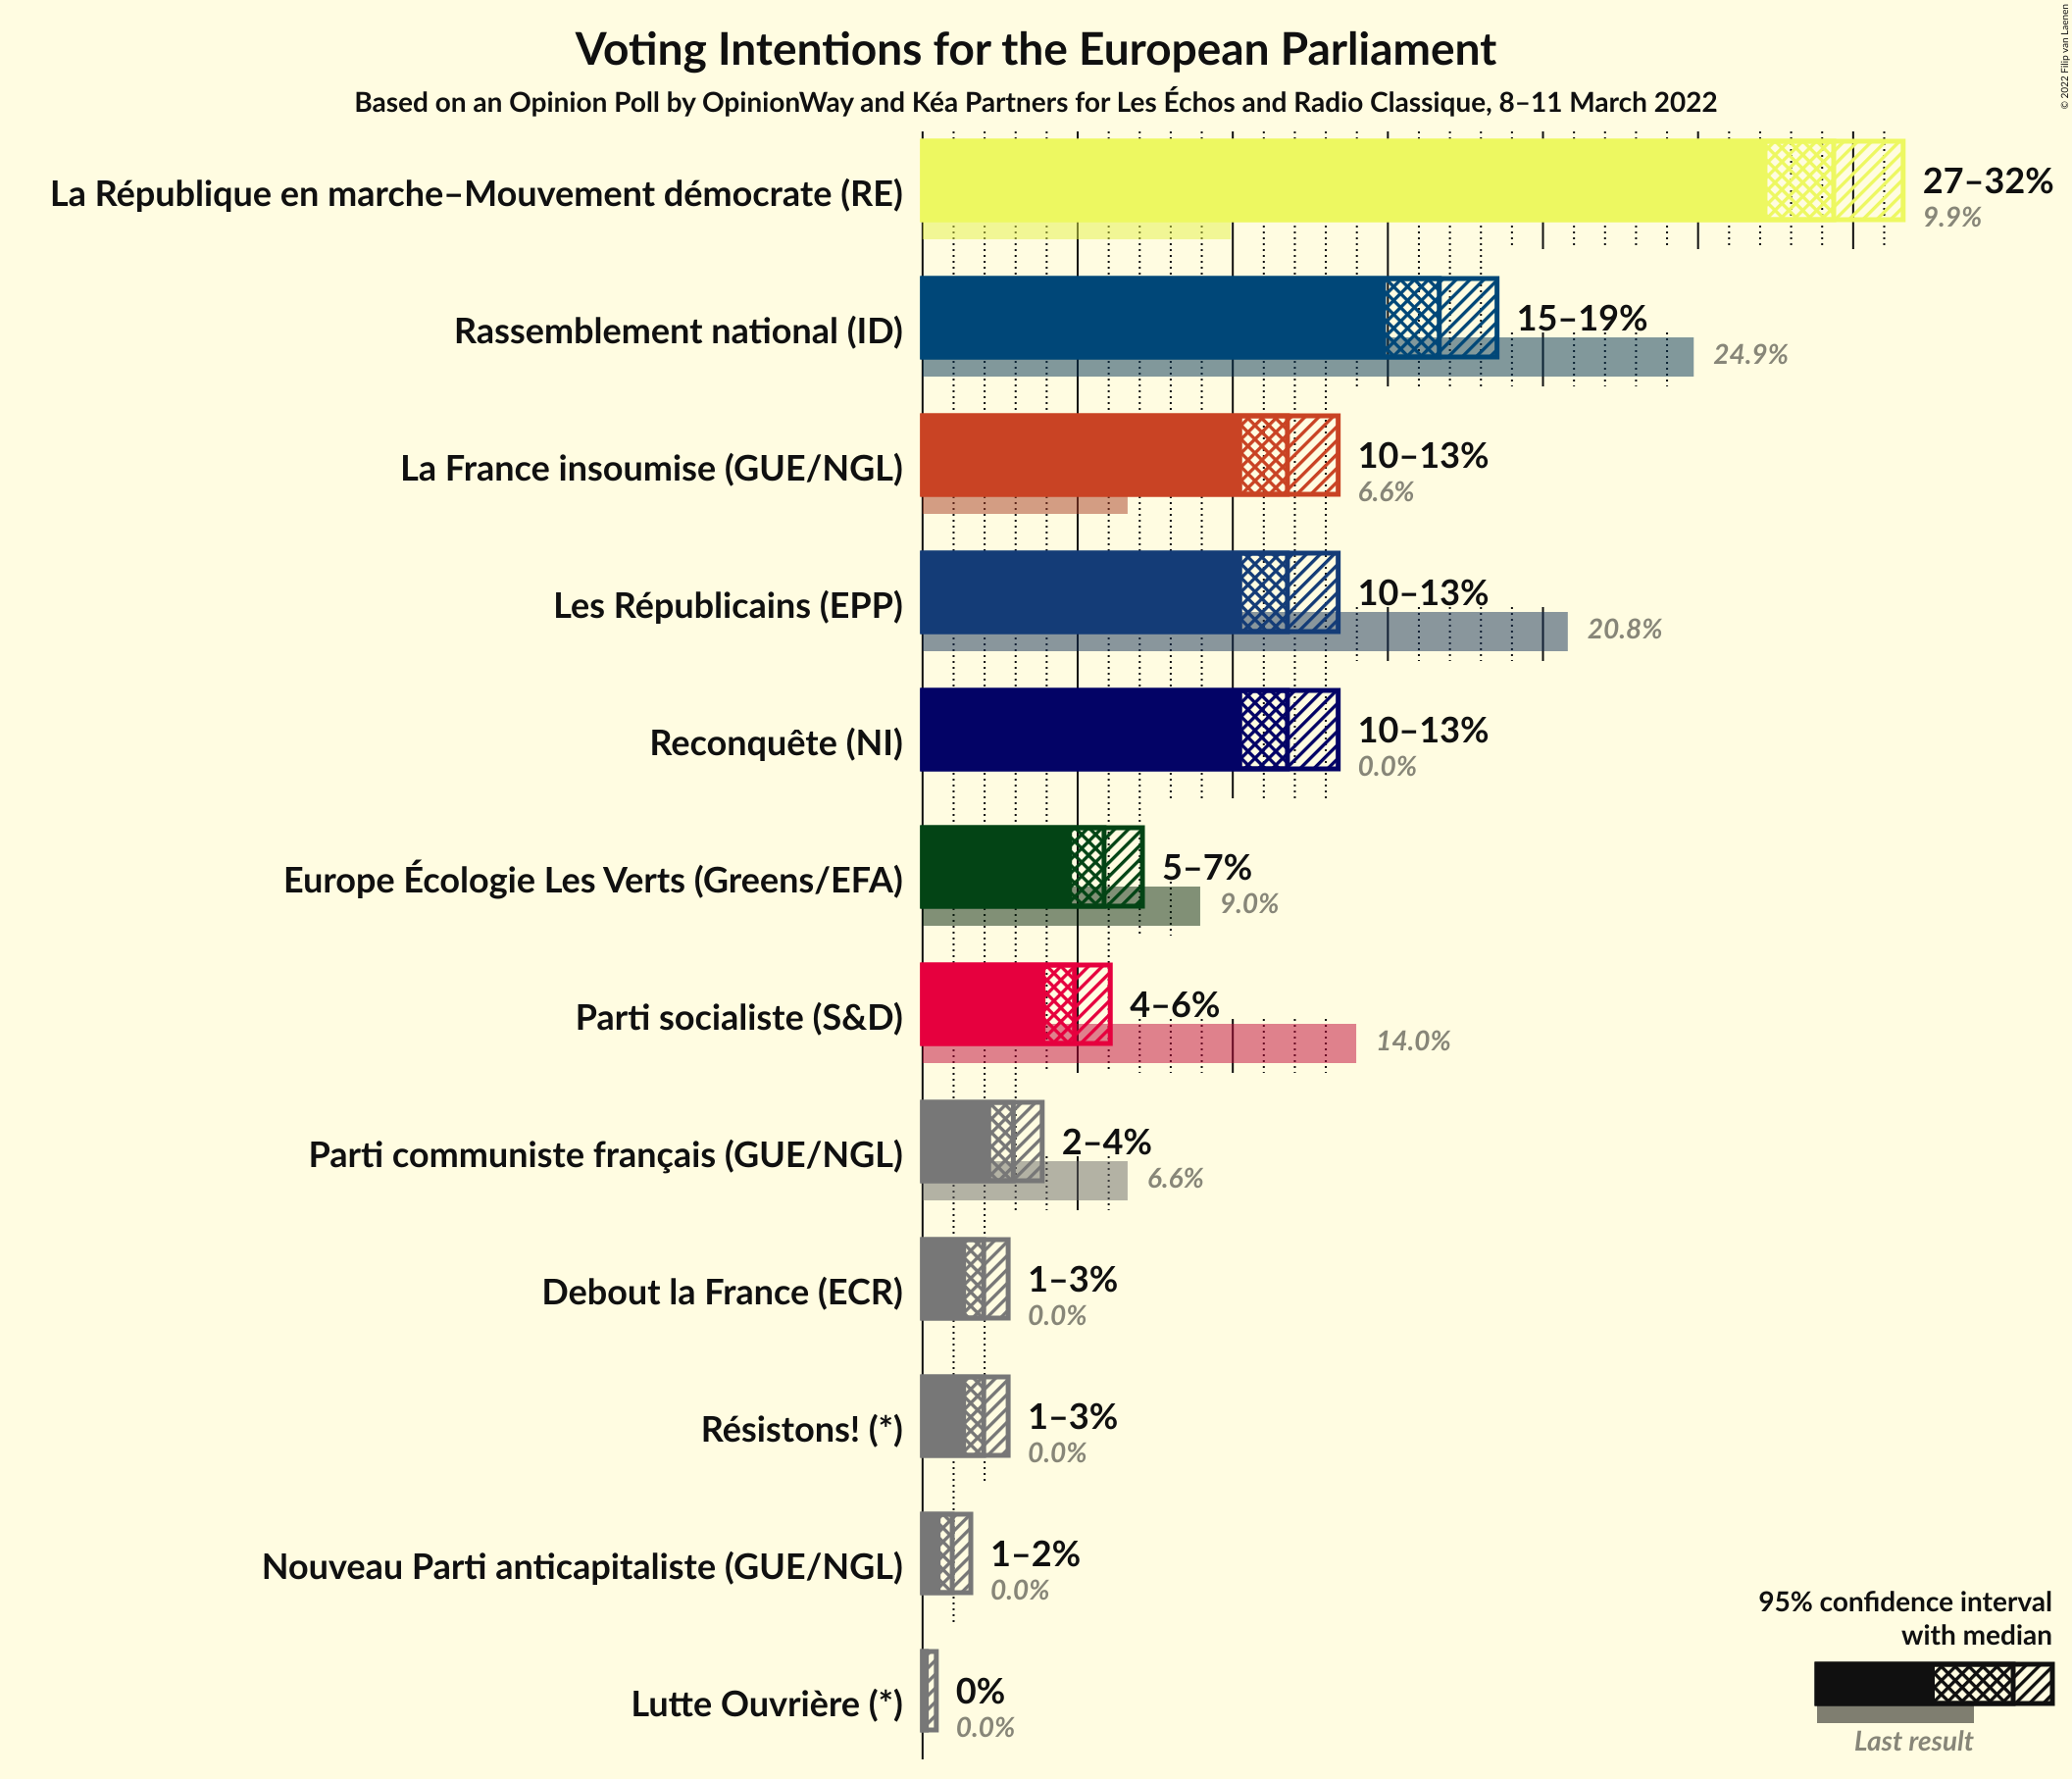 Voting Intentions for the European Parliament
Based on an Opinion Poll by OpinionWay and Kéa Partners for Les Échos and Radio Classique, 8–11 March 2022
© 2022 Filip van Laenen
La République en marche–Mouvement démocrate (RE)
27–32%
9.9%
Rassemblement national (ID)
15–19%
24.9%
La France insoumise (GUE/NGL)
10–13%
6.6%
Les Républicains (EPP)
10–13%
20.8%
Reconquête (NI)
10–13%
0.0%
Europe Écologie Les Verts (Greens/EFA)
5–7%
9.0%
Parti socialiste (S&D)
4–6%
14.0%
Parti communiste français (GUE/NGL)
2–4%
6.6%
Debout la France (ECR)
1–3%
0.0%
Résistons! (*)
1–3%
0.0%
Nouveau Parti anticapitaliste (GUE/NGL)
1–2%
0.0%
Lutte Ouvrière (*)
0%
0.0%
95% confidence interval
with median
Last result